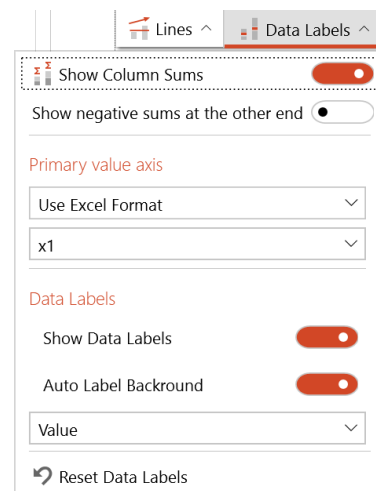 Lines
Data Labels
Show Column Sums
Show negative sums at the other end
Primary value axis
Use Excel Format
x1
Data Labels
Show Data Labels
Auto Label Backround
Value
Reset Data Labels